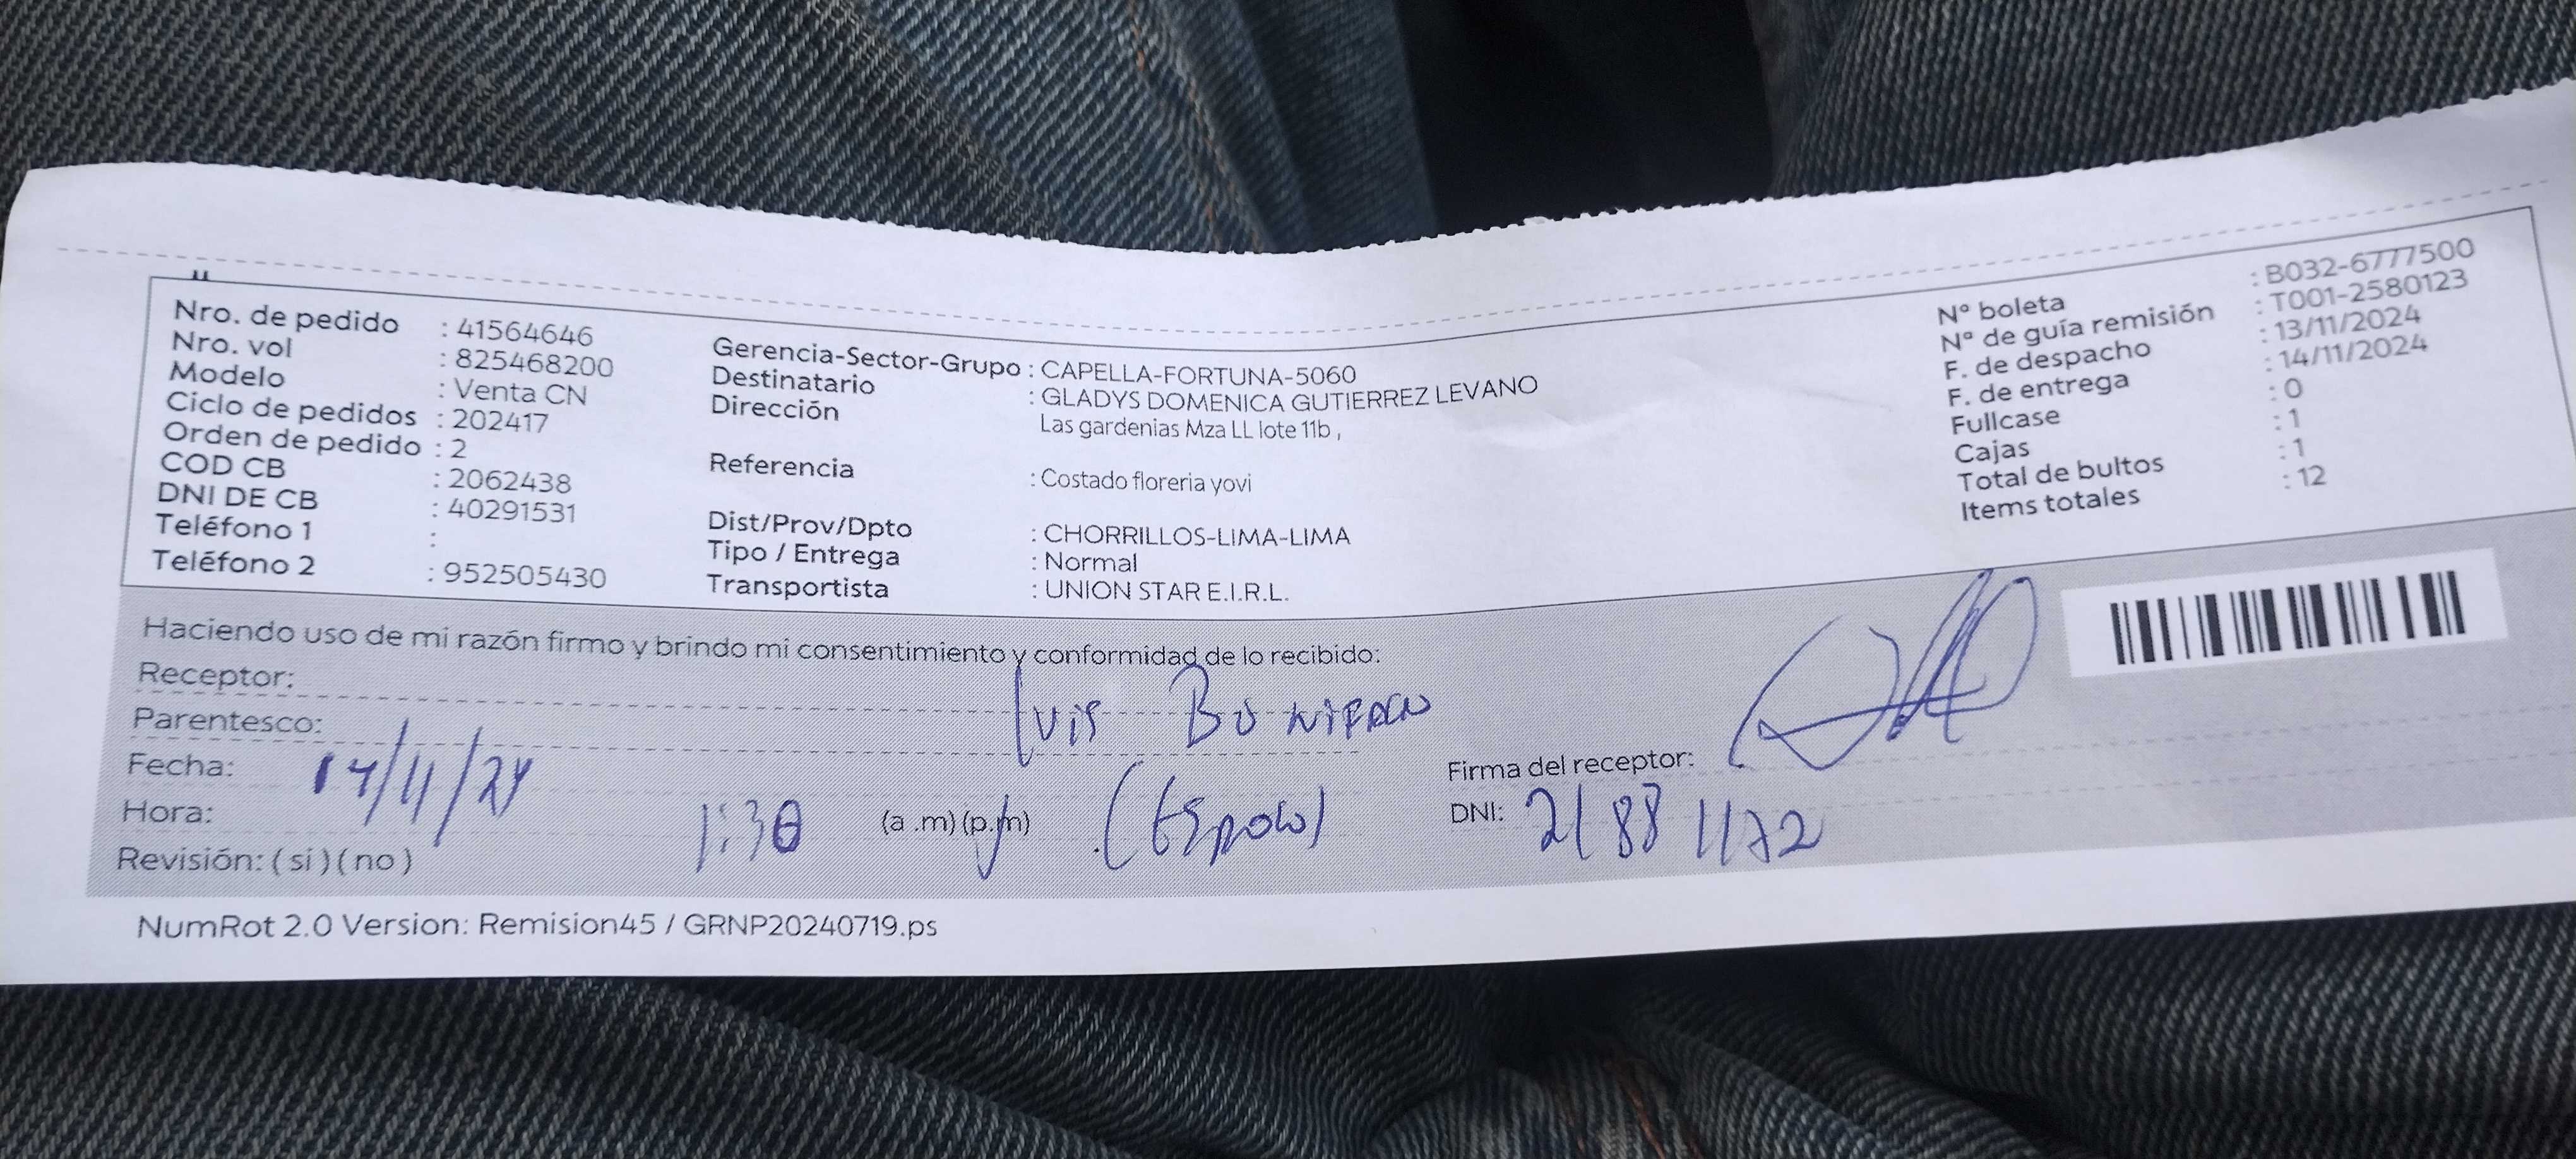 Nro. de pedido : 41564646
Nro. vol : 825468200
Modelo : Venta CN
Ciclo de pedidos : 202417
Orden de pedido : 2
COD CB : 2062438
DNI DE CB : 40291531
Teléfono 1 :
Teléfono 2 : 952505430
Gerencia-Sector-Grupo : CAPELLA-FORTUNA-5060
Destinatario : GLADYS DOMENICA GUTIERREZ LEVANO
Dirección
Las gardenias Mza LL lote 11b ,
Referencia : Costado floreria yovi
Dist/Prov/Dpto : CHORRILLOS-LIMA-LIMA
Tipo / Entrega : Normal
Transportista : UNION STAR E.I.R.L.
N° boleta : B032-6777500
N° de guía remisión : T001-2580123
F. de despacho : 13/11/2024
F. de entrega : 14/11/2024
Fullcase : 0
Cajas : 1
Total de bultos : 1
Items totales : 12
Haciendo uso de mi razón firmo y brindo mi consentimiento y conformidad de lo recibido:
Receptor: Luis
Parentesco:
Fecha: 14/11/24
Hora: 1:30 (a .m) (p.m)
Revisión: ( si ) ( no )
Firma del receptor:
DNI: 21881172
NumRot 2.0 Version: Remision45 / GRNP20240719.ps